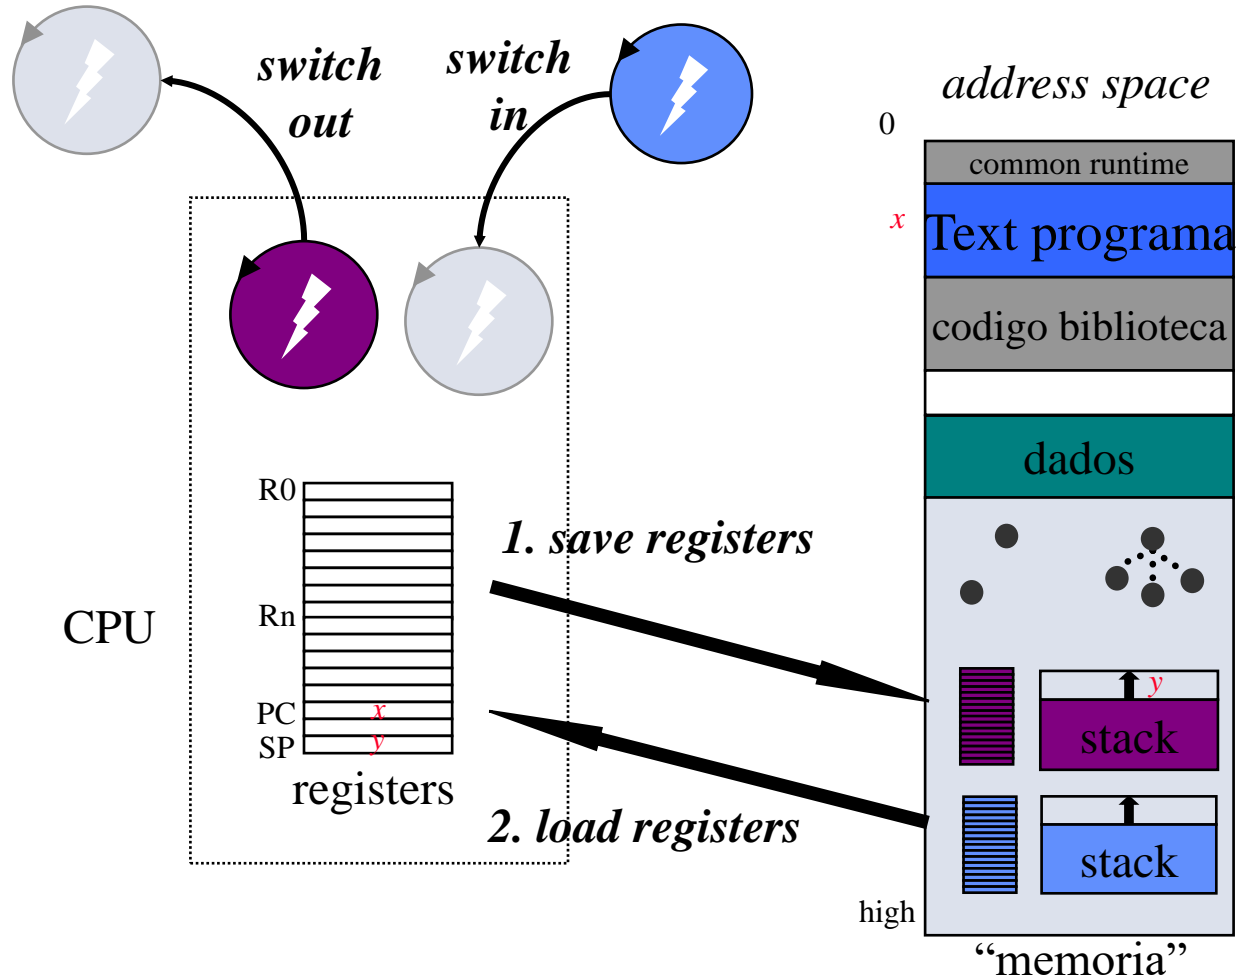 switch
out
switch
in
address space
0
common runtime
x
Text programa
codigo biblioteca
dados
R0
1. save registers
Rn
CPU
PC
x
SP
y
registers
y
stack
2. load registers
stack
high
“memoria”